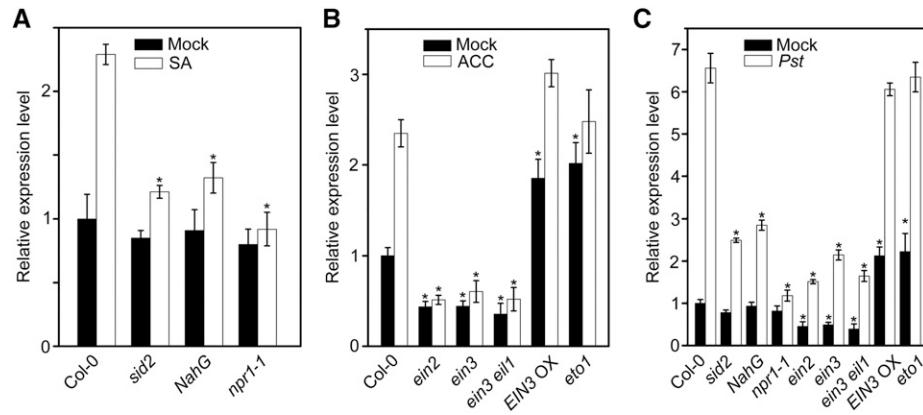 A
Relative expression level
2
1
0
Mock
SA
*
*
*
Col-0
sid2
NahG
npr1-1
B
Relative expression level
3
2
1
0
Mock
ACC
* *
* *
* *
*
*
Col-0
ein2
ein3
ein3 eil1
EIN3 OX
eto1
C
Relative expression level
7
6
5
4
3
2
1
0
Mock
Pst
*
*
*
* *
* *
* *
*
*
Col-0
sid2
NahG
npr1-1
ein2
ein3
ein3 eil1
EIN3 OX
eto1